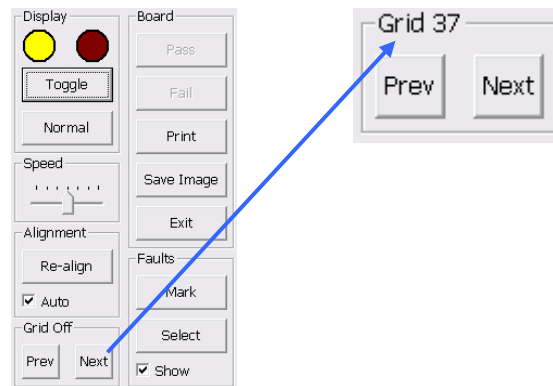 Display
Toggle
Normal
Speed
Alignment
Re-align
Auto
Grid Off
Prev Next
Board
Pass
Fail
Print
Save Image
Exit
Faults
Mark
Select
Show
Grid 37
Prev Next